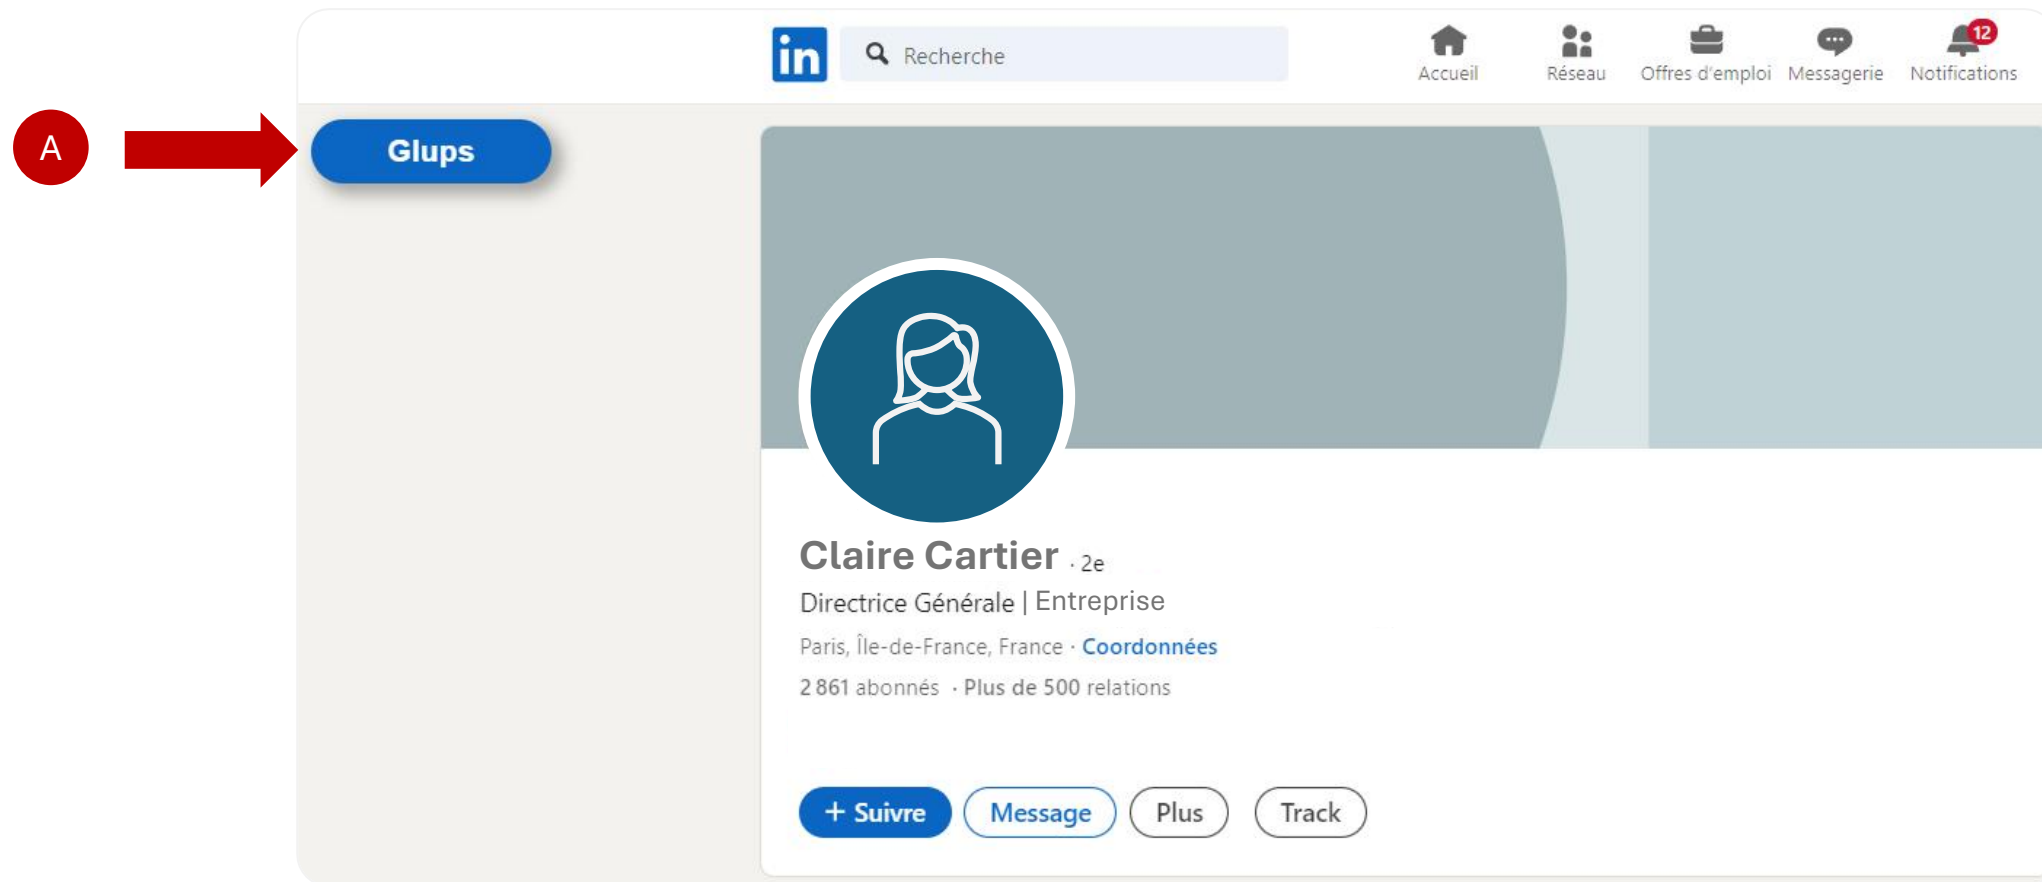 in
Recherche
Accueil
Réseau
Offres d'emploi
Messagerie
12
Notifications
A
Glups
Claire Cartier · 2e
Directrice Générale | Entreprise
Paris, Île-de-France, France · Coordonnées
2 861 abonnés · Plus de 500 relations
+ Suivre
Message
Plus
Track